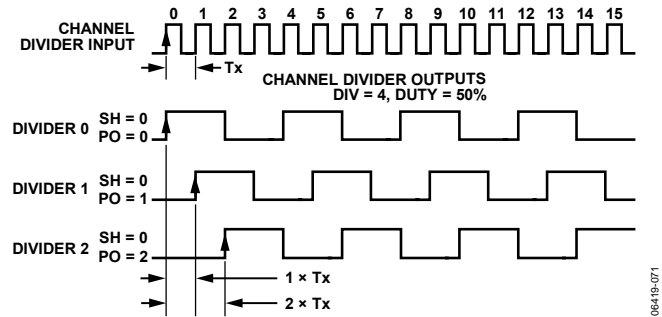 0 1 2 3 4 5 6 7 8 9 10 11 12 13 14 15
CHANNEL
DIVIDER INPUT
Tx
CHANNEL DIVIDER OUTPUTS
DIV = 4, DUTY = 50%
DIVIDER 0
SH = 0
PO = 0
DIVIDER 1
SH = 0
PO = 1
DIVIDER 2
SH = 0
PO = 2
1 × Tx
2 × Tx
06419-071